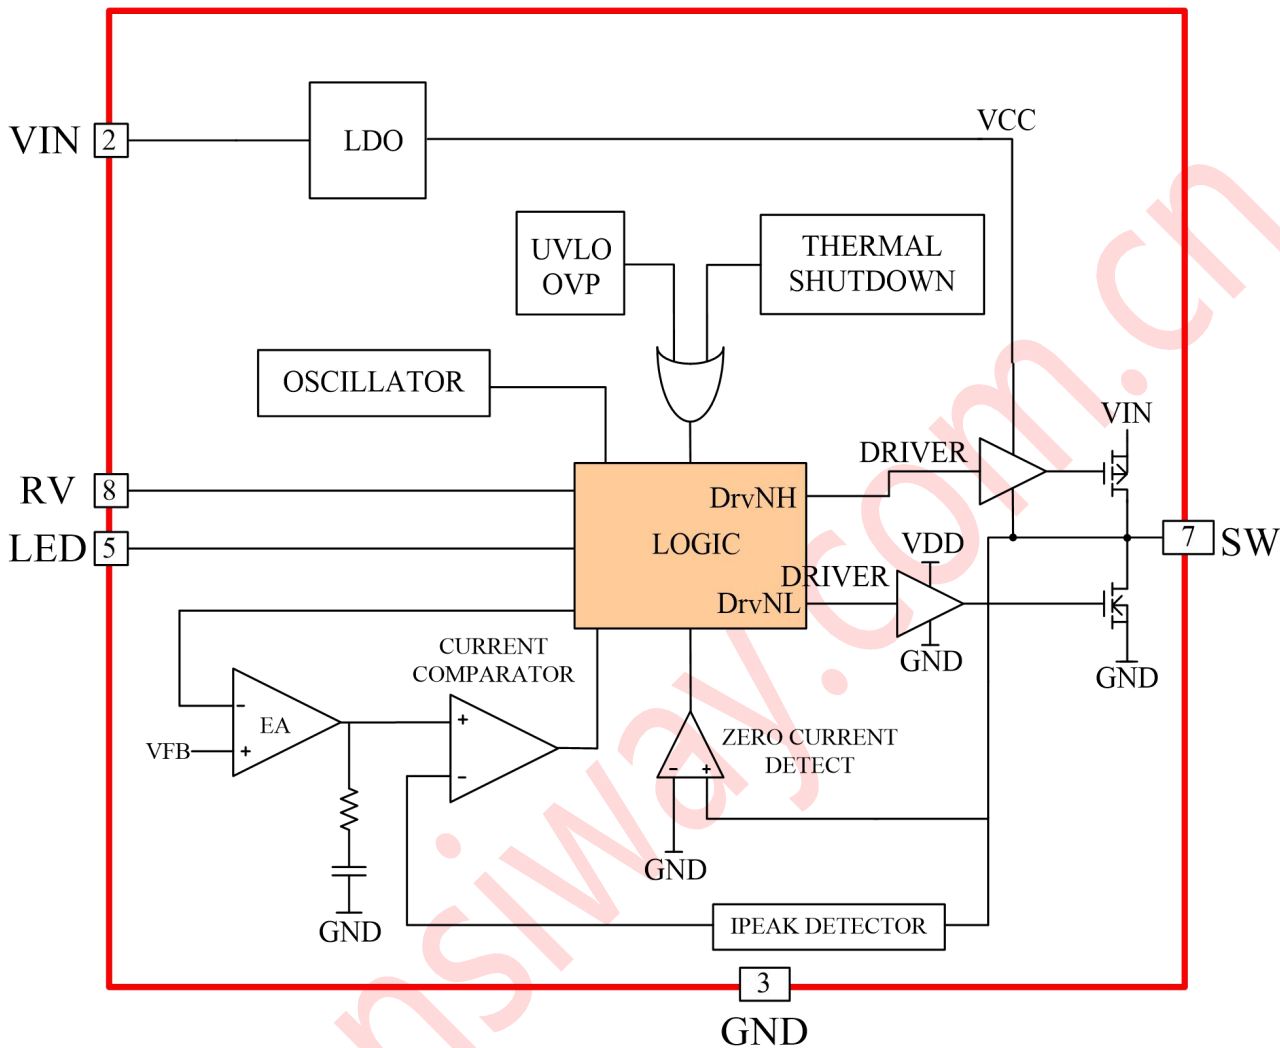 VCC
VIN
2
LDO
UVLO
OVP
THERMAL
SHUTDOWN
OSCILLATOR
VIN
DRIVER
RV
8
DrvNH
LED
5
LOGIC
VDD
7
SW
DRIVER
DrvNL
GND
GND
CURRENT
COMPARATOR
-
EA
VFB
+
+
-
ZERO CURRENT
DETECT
-
+
GND
GND
IPEAK DETECTOR
3
GND
nsiway.com.cn